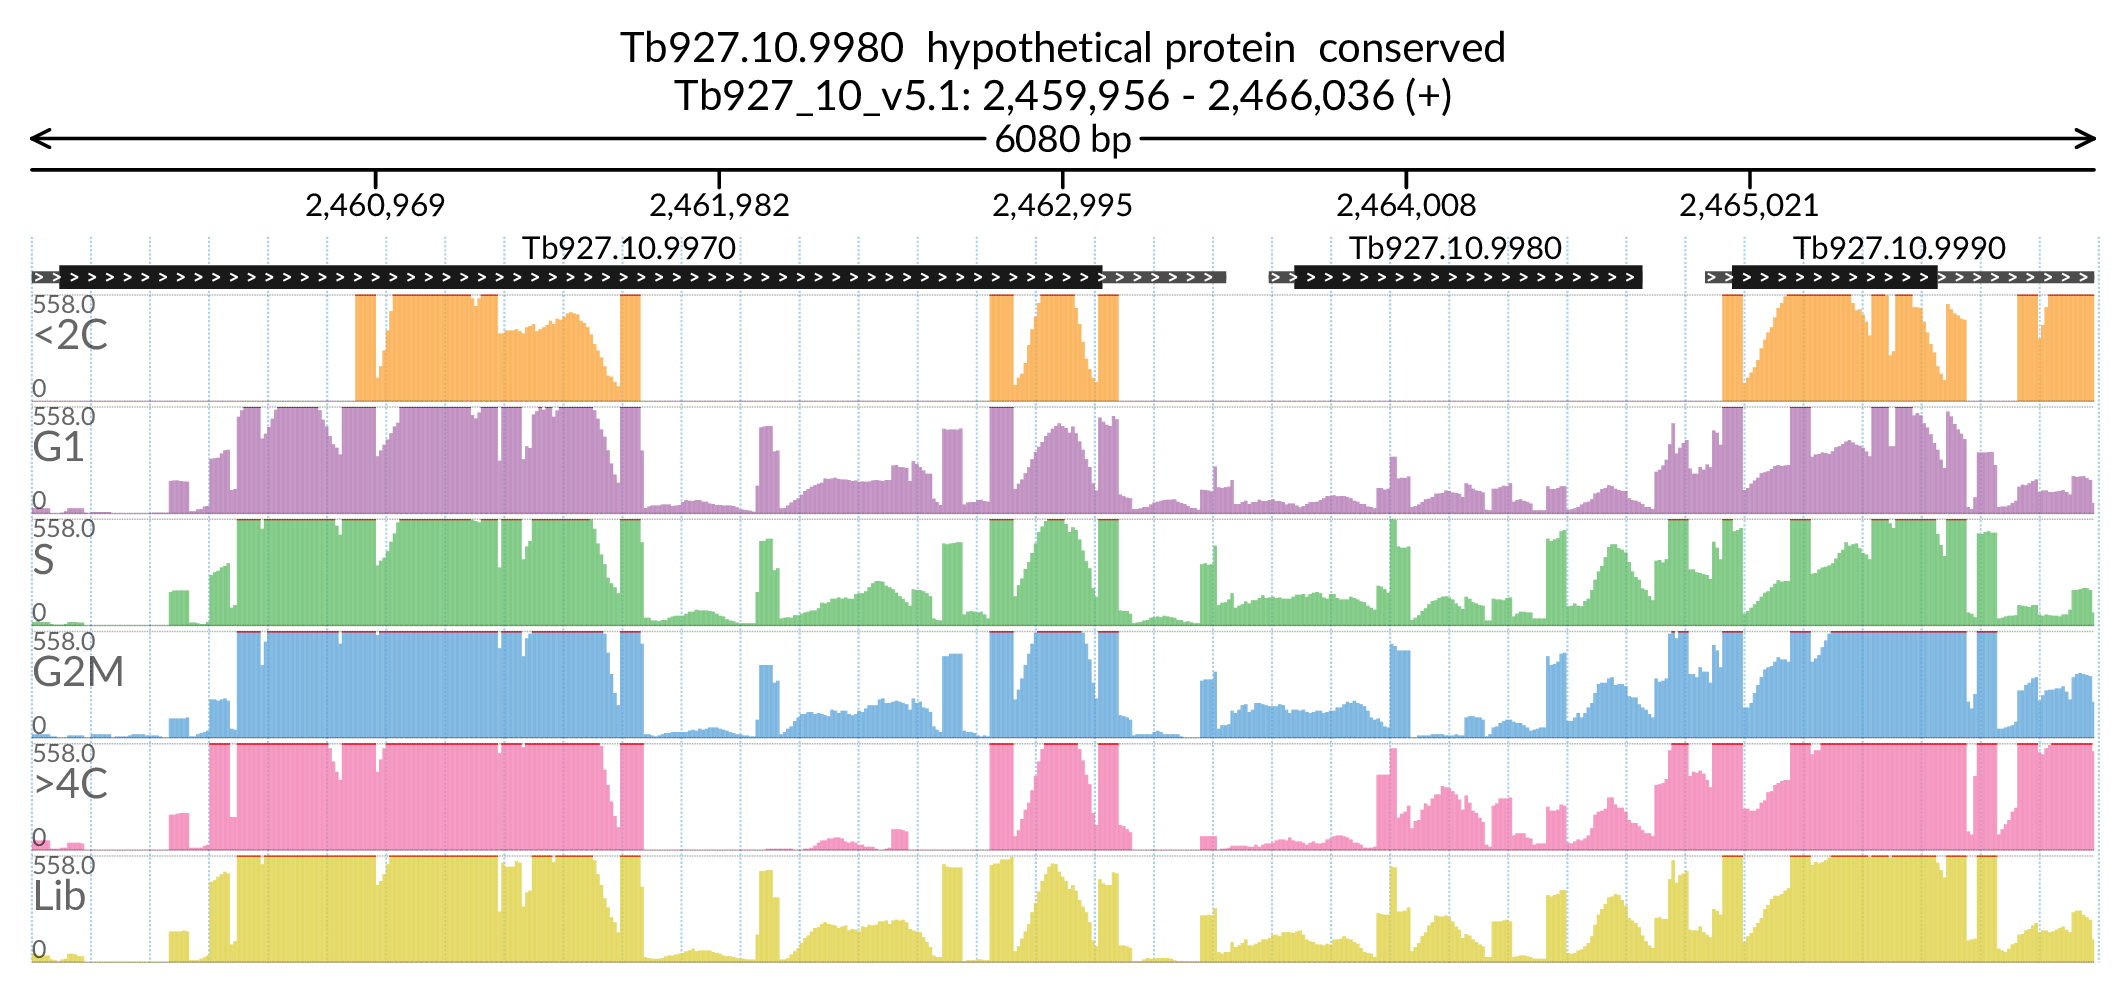 Tb927.10.9980 hypothetical protein conserved
Tb927_10_v5.1: 2,459,956 - 2,466,036 (+)
6080 bp
2,460,969 2,461,982 2,462,995 2,464,008 2,465,021
Tb927.10.9970 Tb927.10.9980 Tb927.10.9990
558.0
<2C
0
558.0
G1
0
558.0
S
0
558.0
G2M
0
558.0
>4C
0
558.0
Lib
0